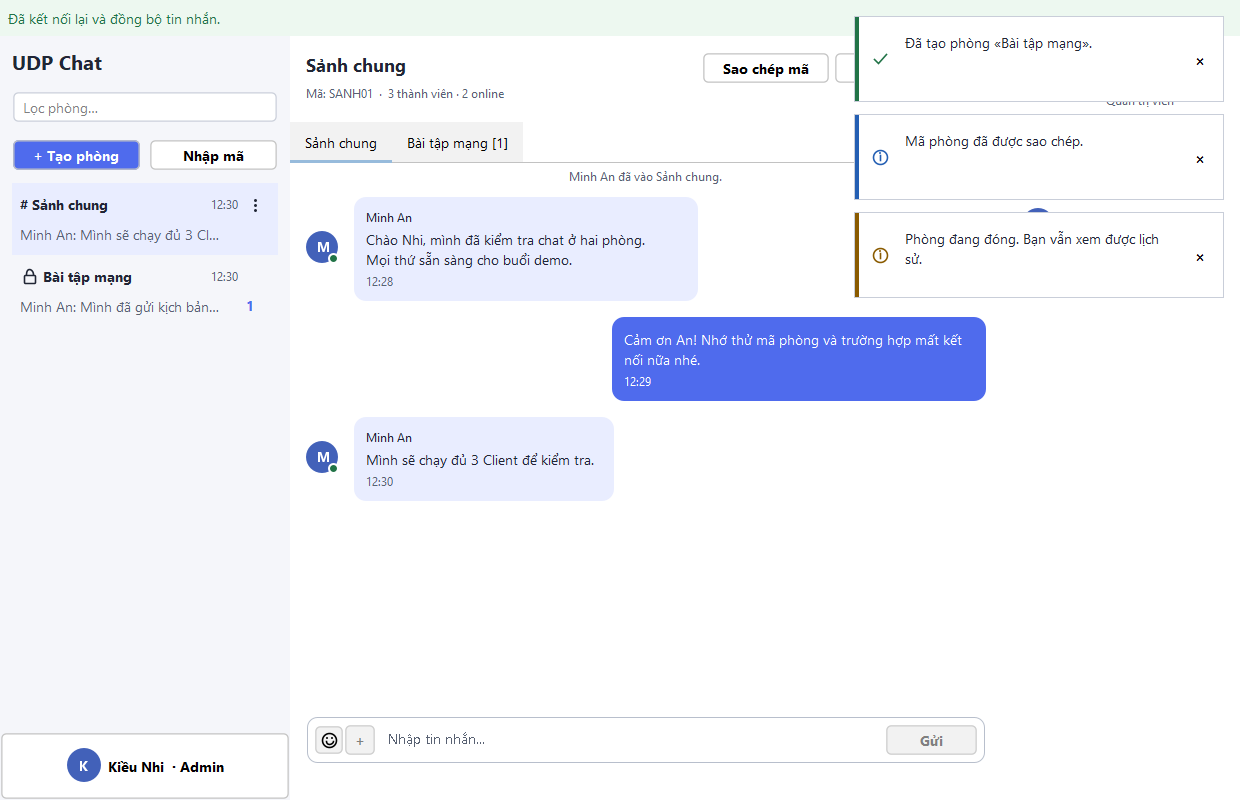 Đã kết nối lại và đồng bộ tin nhắn.
UDP Chat
Lọc phòng...
+ Tạo phòng
Nhập mã
# Sảnh chung 12:30
Minh An: Mình sẽ chạy đủ 3 Cl...
Bài tập mạng 12:30
Minh An: Mình đã gửi kịch bản... 1
K Kiều Nhi · Admin
Sảnh chung
Mã: SANH01 · 3 thành viên · 2 online
Sao chép mã
Sảnh chung
Bài tập mạng [1]
Minh An đã vào Sảnh chung.
M
Minh An
Chào Nhi, mình đã kiểm tra chat ở hai phòng.
Mọi thứ sẵn sàng cho buổi demo.
12:28
Cảm ơn An! Nhớ thử mã phòng và trường hợp mất kết
nối nữa nhé.
12:29
M
Minh An
Mình sẽ chạy đủ 3 Client để kiểm tra.
12:30
+
Nhập tin nhắn...
Gửi
Đã tạo phòng «Bài tập mạng».
×
Mã phòng đã được sao chép.
×
Phòng đang đóng. Bạn vẫn xem được lịch
sử.
×